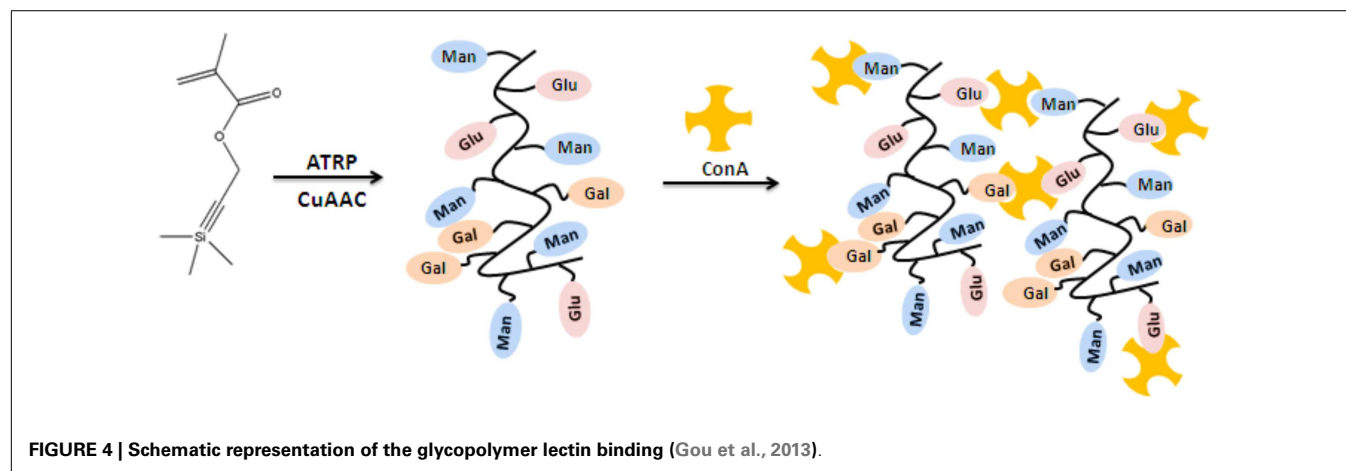 O
O
Si
ATRP
CuAAC
Man
Glu
Glu
Man
Man
Gal
Gal
Man
Gal
Man
Glu
ConA
Man
Glu
Man
Glu
Glu
Man
Gal
Glu
Man
Man
Gal
Gal
Man
Gal
Man
Gal
Man
Gal
Man
Glu
Glu
Man
FIGURE 4 | Schematic representation of the glycopolymer lectin binding (Gou et al., 2013).